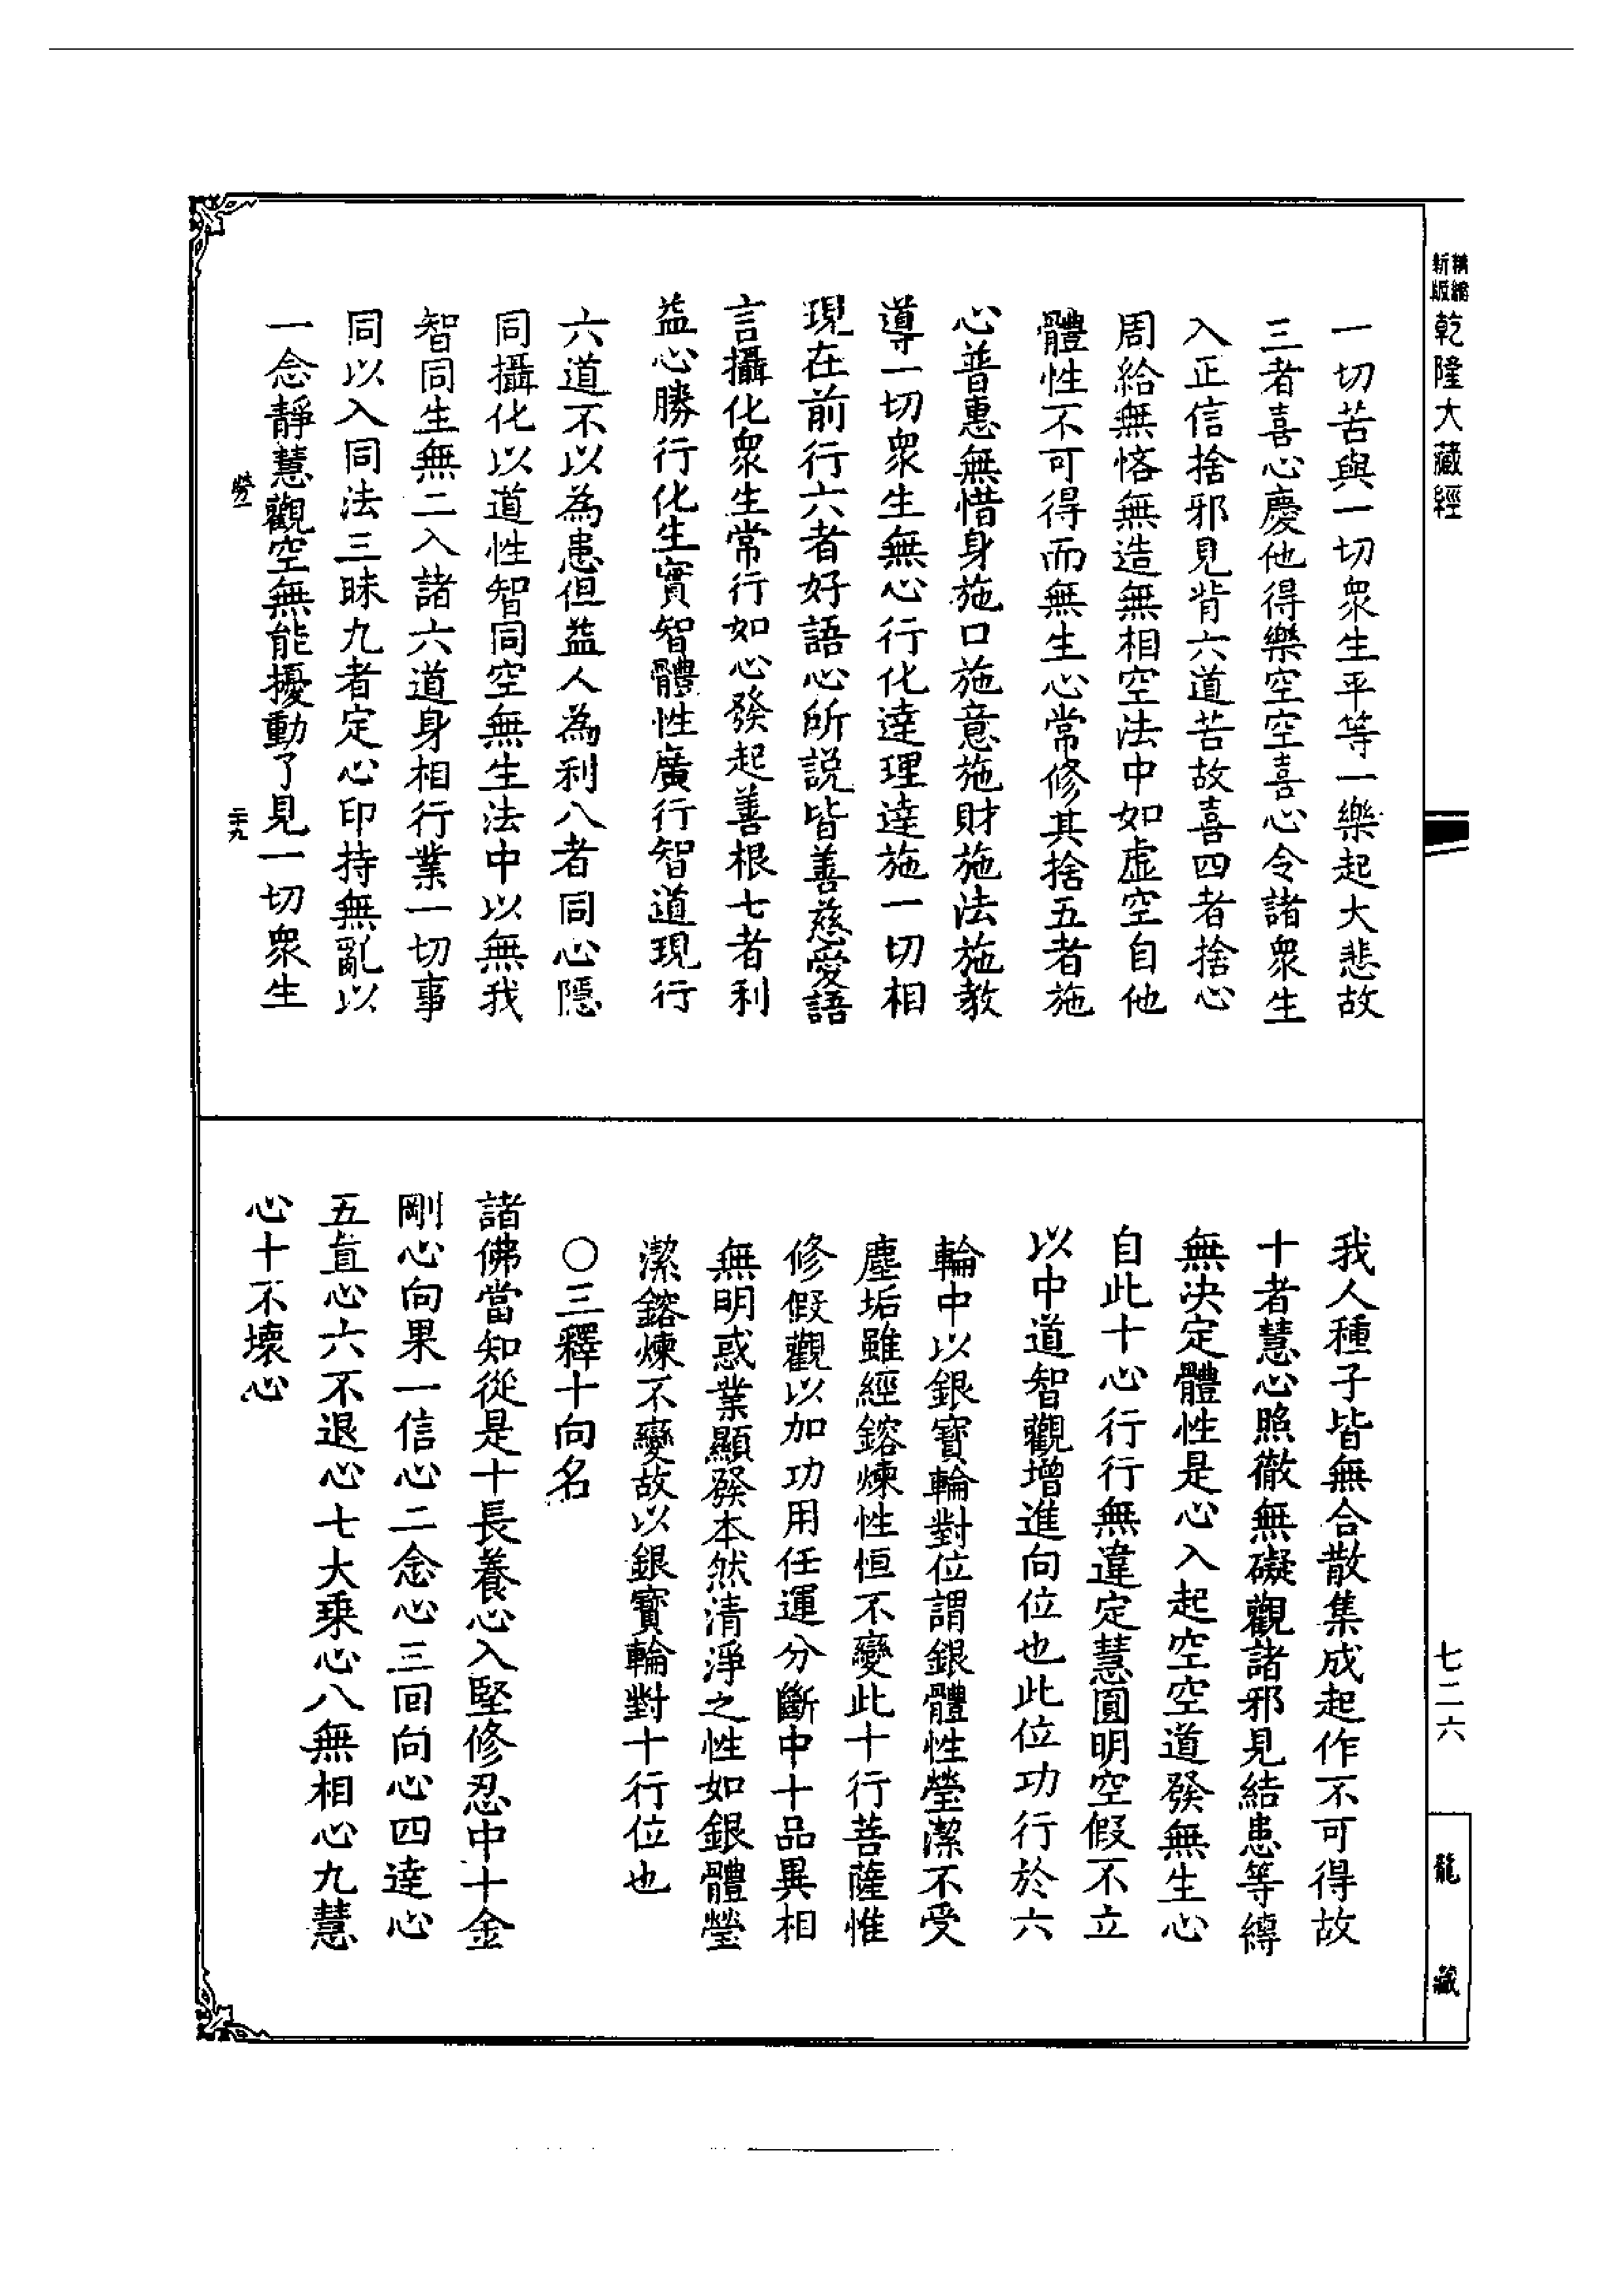 精縮
新版
乾隆大藏經
一切苦與一切眾生平等一樂起大悲故
三者喜心慶他得樂空空喜心令諸眾生
入正信捨邪見背六道苦故喜四者捨心
周給無悋無造無相空法中如虛空自他
體性不可得而無生心常修其捨五者施
心普惠無惜身施口施意施財施法施教
導一切眾生無心行化達理達施一切相
現在前行六者好語心所說皆善慈愛語
言攝化眾生常行如心發起善根七者利
益心勝行化生實智體性廣行智道現行
六道不以為患但益人為利八者同心隱
同攝化以道性智同空無生法中以無我
智同生無二入諸六道身相行業一切事
同以入同法三昧九者定心印持無亂以
一念靜慧觀空無能擾動了見一切眾生
二十九
我人種子皆無合散集成起作不可得故
十者慧心照徹無礙觀諸邪見結患等縛
無決定體性是心入起空空道發無生心
自此十心行行無違定慧圓明空假不立
以中道智觀增進向位也此位功行於六
輪中以銀寶輪對位謂銀體性瑩潔不受
塵垢雖經鎔煉性恒不變此十行菩薩惟
修假觀以加功用任運分斷中十品異相
無明惑業顯發本然清淨之性如銀體瑩
潔鎔煉不變故以銀寶輪對十行位也
○三釋十向名
諸佛當知從是十長養心入堅修忍中十金
剛心向果一信心二念心三回向心四達心
五直心六不退心七大乘心八無相心九慧
心十不壞心
七二六
龍藏